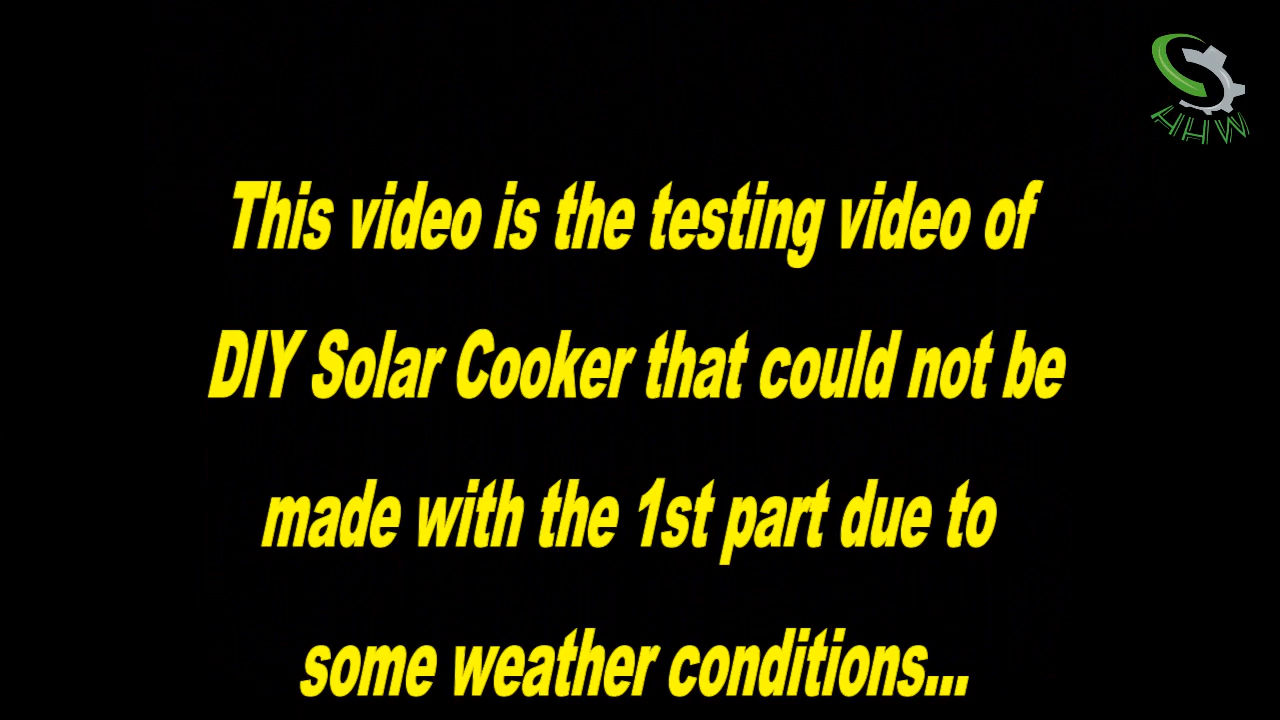 HHW
This video is the testing video of
DIY Solar Cooker that could not be
made with the 1st part due to
some weather conditions...